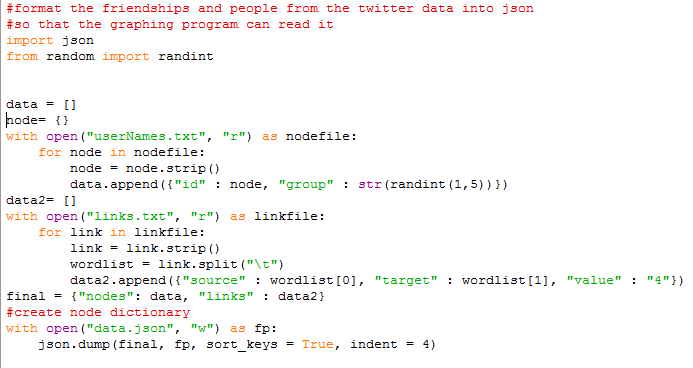 #format the friendships and people from the twitter data into json
#so that the graphing program can read it
import json
from random import randint
data = []
node= {}
with open("userNames.txt", "r") as nodefile:
    for node in nodefile:
        node = node.strip()
        data.append({"id" : node, "group" : str(randint(1,5))})
data2= []
with open("links.txt", "r") as linkfile:
    for link in linkfile:
        link = link.strip()
        wordlist = link.split("\t")
        data2.append({"source" : wordlist[0], "target" : wordlist[1], "value" : "4"})
final = {"nodes": data, "links" : data2}
#create node dictionary
with open("data.json", "w") as fp:
    json.dump(final, fp, sort_keys = True, indent = 4)